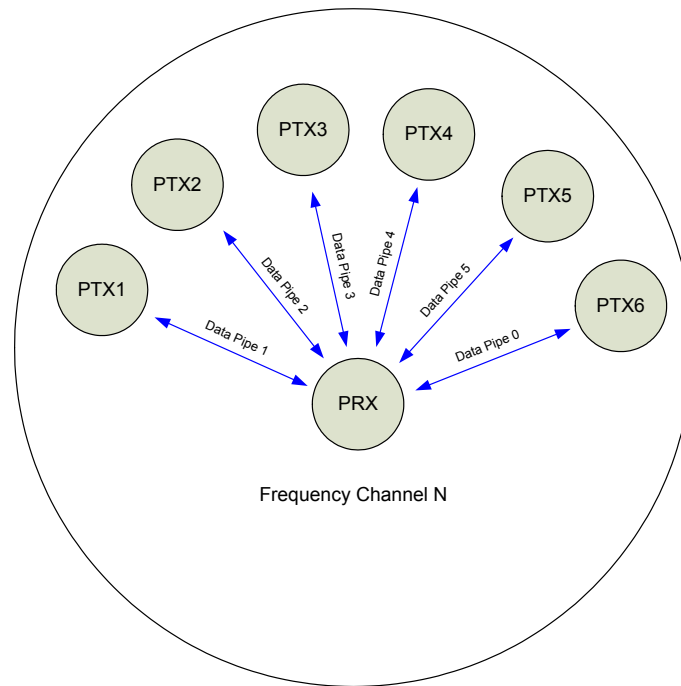 PTX3
PTX4
PTX2
PTX5
PTX1
PTX6
Data Pipe 1
Data Pipe 2
Data Pipe 3
Data Pipe 4
Data Pipe 5
Data Pipe 0
PRX
Frequency Channel N